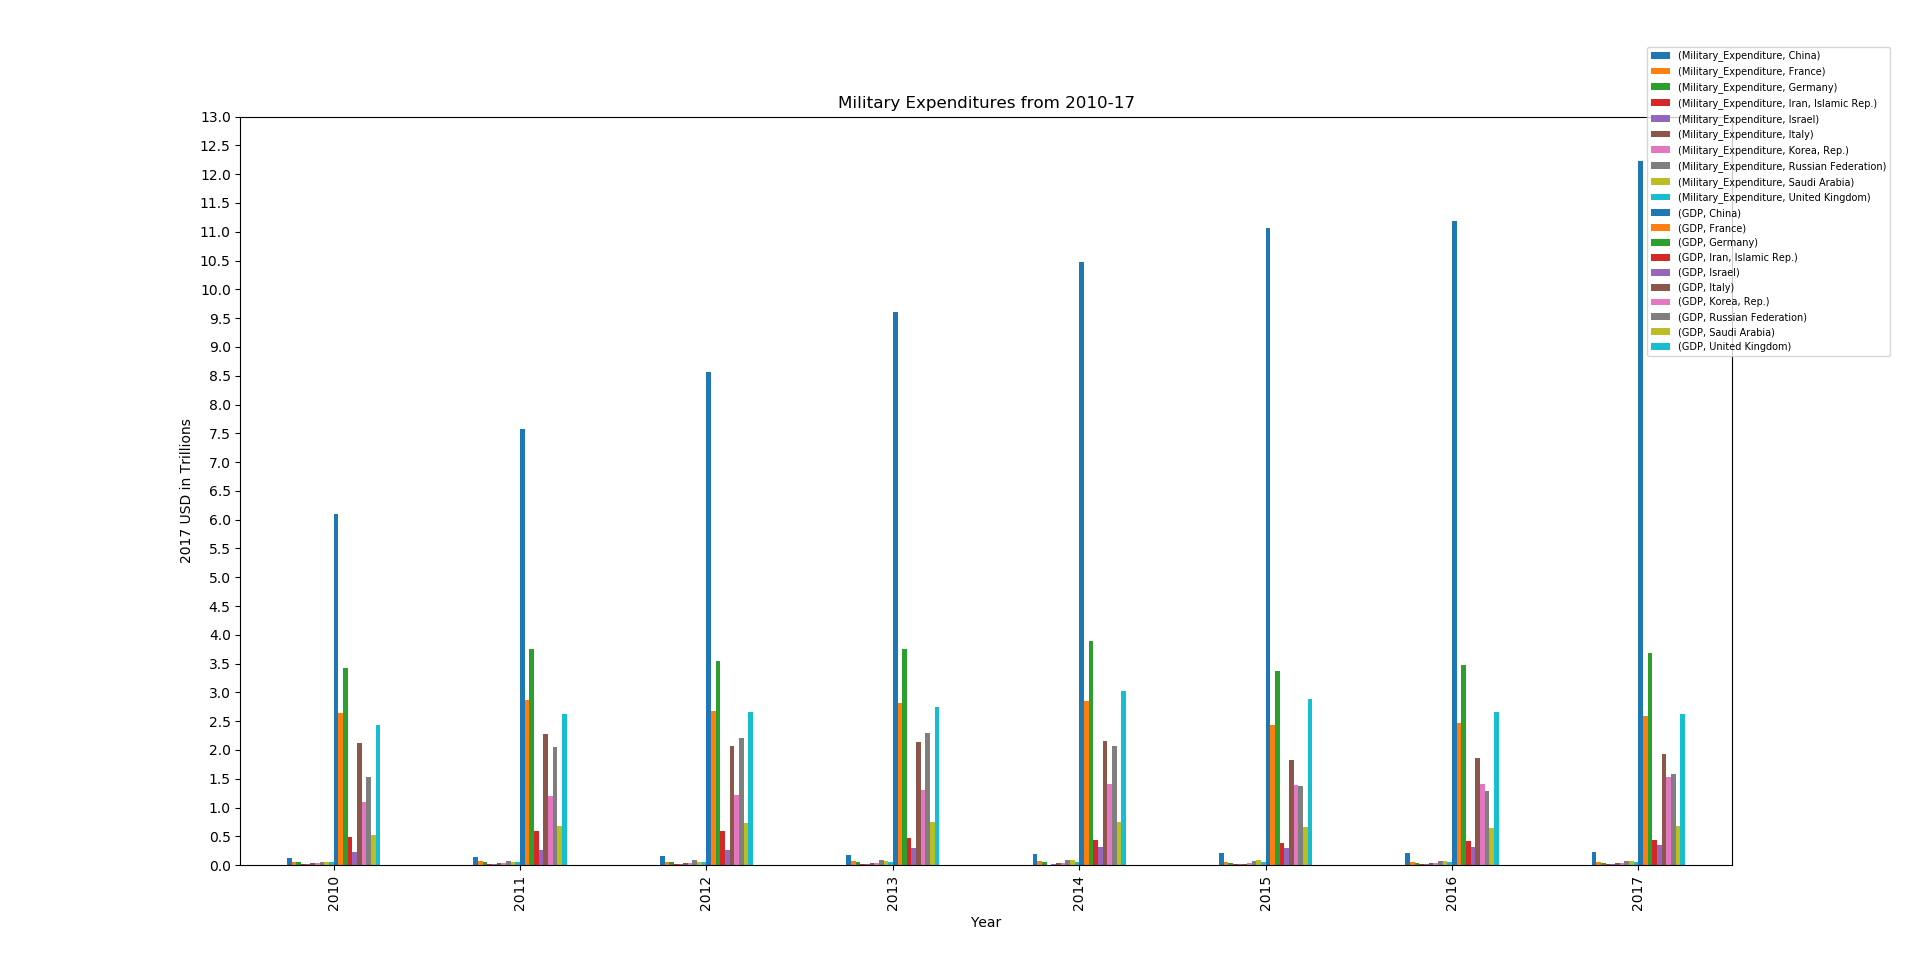 Military Expenditures from 2010-17
(Military_Expenditure, China)
(Military_Expenditure, France)
(Military_Expenditure, Germany)
(Military_Expenditure, Iran, Islamic Rep.)
(Military_Expenditure, Israel)
(Military_Expenditure, Italy)
(Military_Expenditure, Korea, Rep.)
(Military_Expenditure, Russian Federation)
(Military_Expenditure, Saudi Arabia)
(Military_Expenditure, United Kingdom)
(GDP, China)
(GDP, France)
(GDP, Germany)
(GDP, Iran, Islamic Rep.)
(GDP, Israel)
(GDP, Italy)
(GDP, Korea, Rep.)
(GDP, Russian Federation)
(GDP, Saudi Arabia)
(GDP, United Kingdom)
2017 USD in Trillions
13.0
12.5
12.0
11.5
11.0
10.5
10.0
9.5
9.0
8.5
8.0
7.5
7.0
6.5
6.0
5.5
5.0
4.5
4.0
3.5
3.0
2.5
2.0
1.5
1.0
0.5
0.0
2010
2011
2012
2013
2014
2015
2016
2017
Year